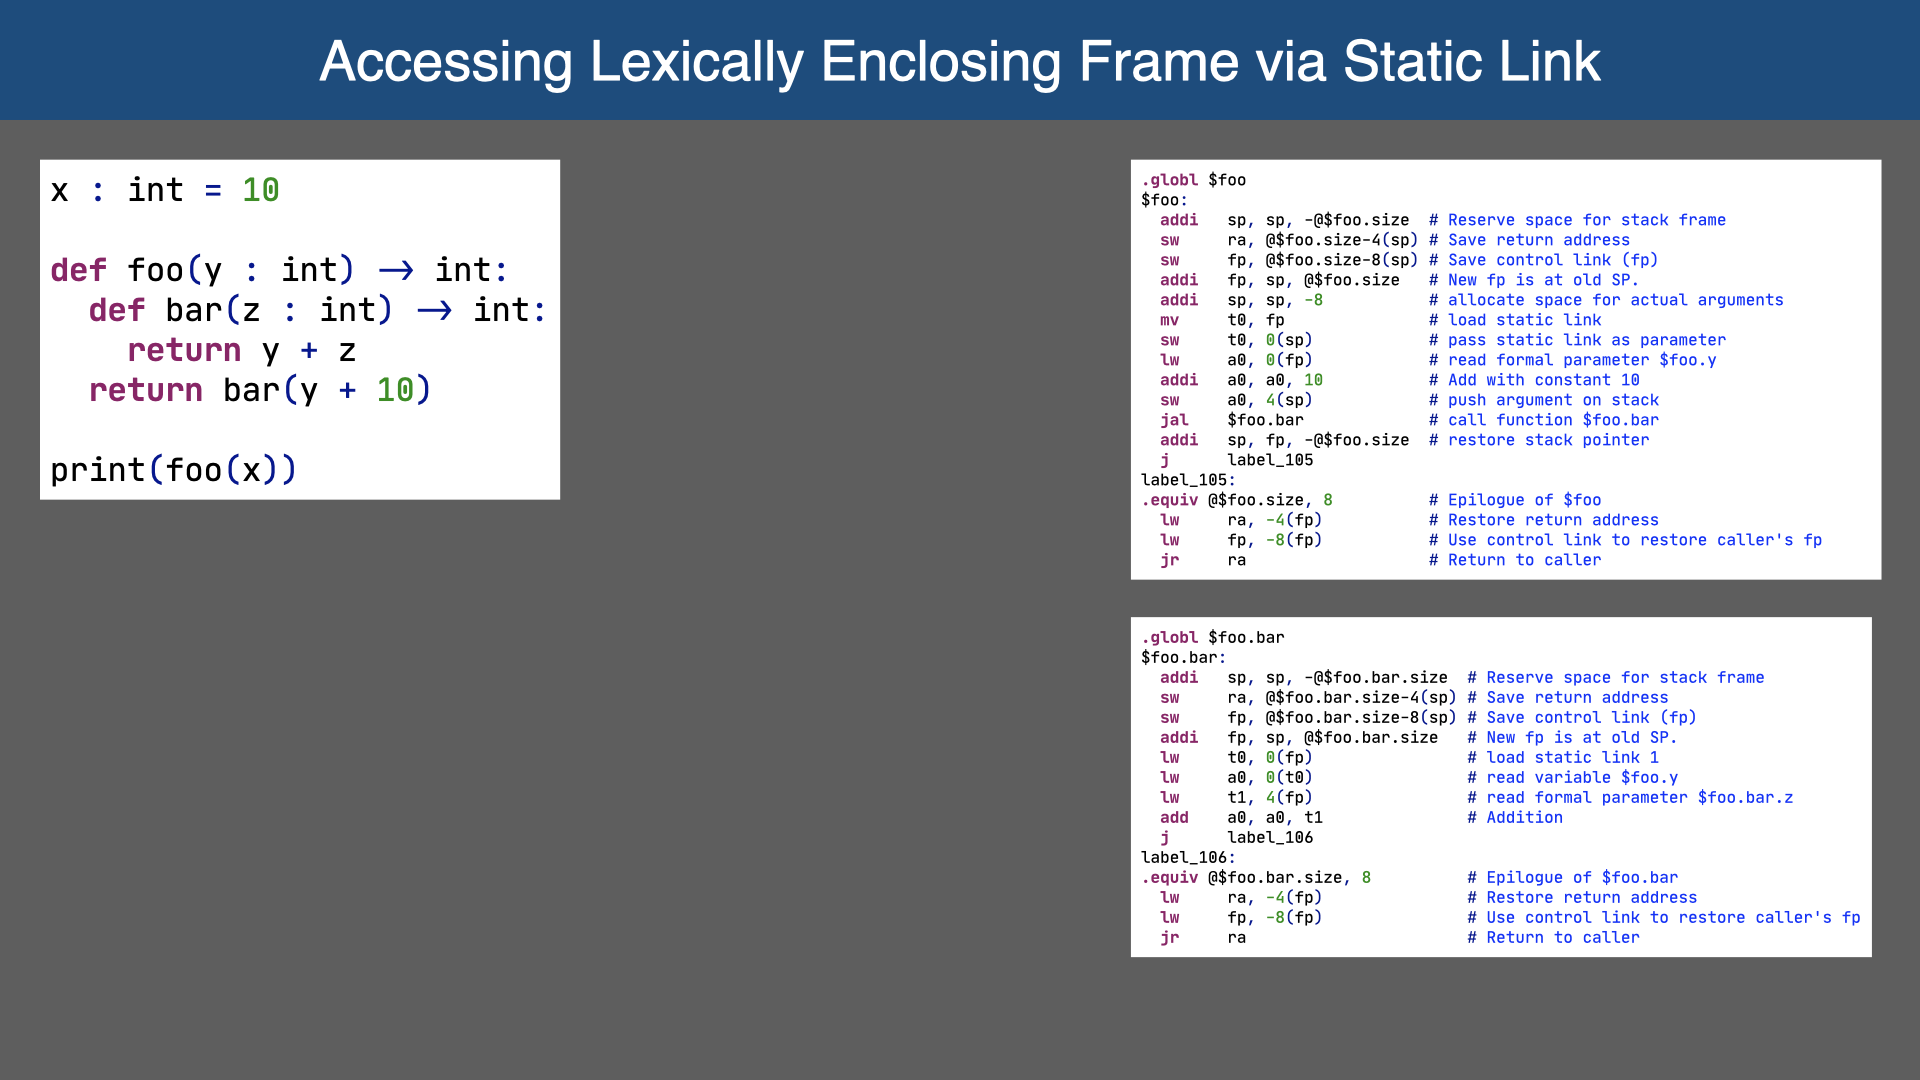 Accessing Lexically Enclosing Frame via Static Link
x : int = 10
def foo(y : int) → int:
  def bar(z : int) → int:
    return y + z
  return bar(y + 10)
print(foo(x))
.globl $foo
$foo:
  addi   sp, sp, -@$foo.size  # Reserve space for stack frame
  sw     ra, @$foo.size-4(sp) # Save return address
  sw     fp, @$foo.size-8(sp) # Save control link (fp)
  addi   fp, sp, @$foo.size   # New fp is at old SP.
  addi   sp, sp, -8           # allocate space for actual arguments
  mv     t0, fp               # load static link
  sw     t0, 0(sp)            # pass static link as parameter
  lw     a0, 0(fp)            # read formal parameter $foo.y
  addi   a0, a0, 10           # Add with constant 10
  sw     a0, 4(sp)            # push argument on stack
  jal    $foo.bar             # call function $foo.bar
  addi   sp, fp, -@$foo.size  # restore stack pointer
  j      label_105
label_105:
.equiv @$foo.size, 8          # Epilogue of $foo
  lw     ra, -4(fp)           # Restore return address
  lw     fp, -8(fp)           # Use control link to restore caller's fp
  jr     ra                   # Return to caller
.globl $foo.bar
$foo.bar:
  addi   sp, sp, -@$foo.bar.size  # Reserve space for stack frame
  sw     ra, @$foo.bar.size-4(sp) # Save return address
  sw     fp, @$foo.bar.size-8(sp) # Save control link (fp)
  addi   fp, sp, @$foo.bar.size   # New fp is at old SP.
  lw     t0, 0(fp)                # load static link 1
  lw     a0, 0(t0)                # read variable $foo.y
  lw     t1, 4(fp)                # read formal parameter $foo.bar.z
  add    a0, a0, t1               # Addition
  j      label_106
label_106:
.equiv @$foo.bar.size, 8          # Epilogue of $foo.bar
  lw     ra, -4(fp)               # Restore return address
  lw     fp, -8(fp)               # Use control link to restore caller's fp
  jr     ra                       # Return to caller